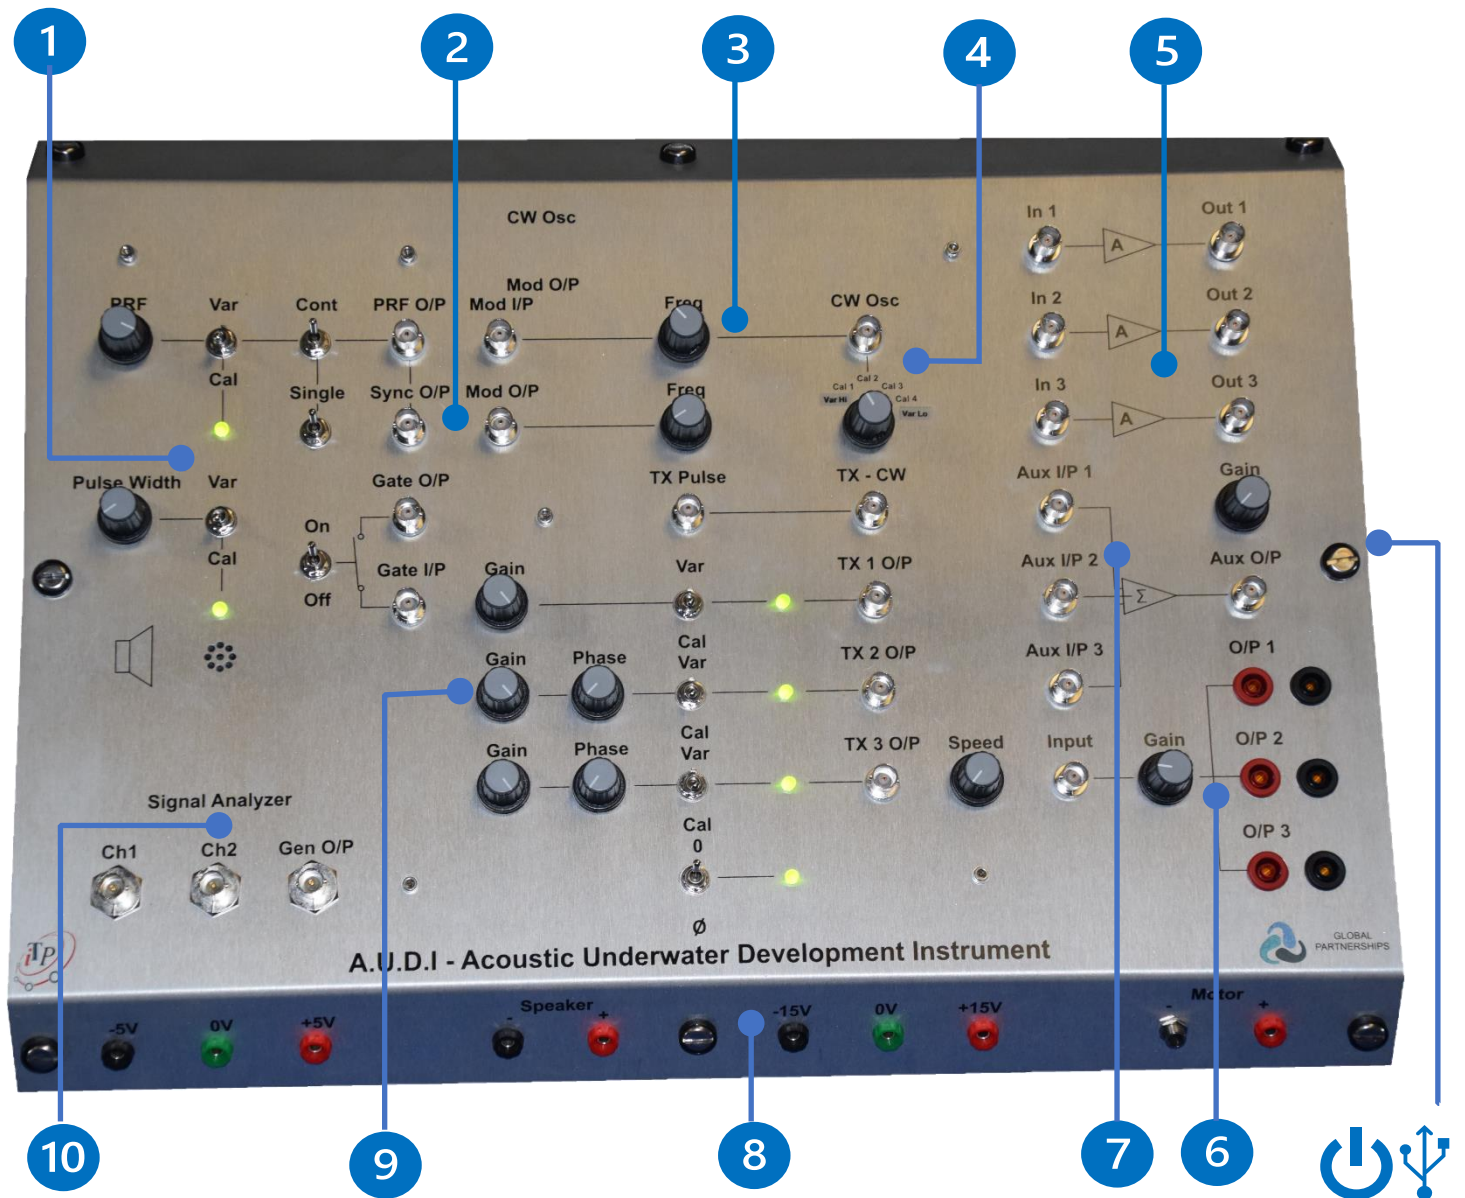 1
2
3
4
5
CW Osc
In 1
Out 1
Mod O/P
PRF
Var
Cont
PRF O/P
Mod I/P
Freq
CW Osc
In 2
Out 2
A
A
A
Cal
Single
Sync O/P
Mod O/P
Freq
Cal 1
Cal 2
Cal 3
Cal 4
Var Hi
Var Lo
In 3
Out 3
Pulse Width
Var
Gate O/P
TX Pulse
TX - CW
Aux I/P 1
Gain
On
Cal
Off
Gate I/P
Gain
Var
TX 1 O/P
Aux I/P 2
Aux O/P
Σ
Cal
Var
Gain
Phase
TX 2 O/P
Aux I/P 3
O/P 1
Cal
Var
Gain
Phase
TX 3 O/P
Speed
Input
Gain
O/P 2
Signal Analyzer
Cal
0
O/P 3
Ch1
Ch2
Gen O/P
Ø
iTP
A.U.D.I - Acoustic Underwater Development Instrument
GLOBAL
PARTNERSHIPS
-5V
0V
+5V
Speaker
-
+
-15V
0V
+15V
Motor
-
+
10
9
8
7
6